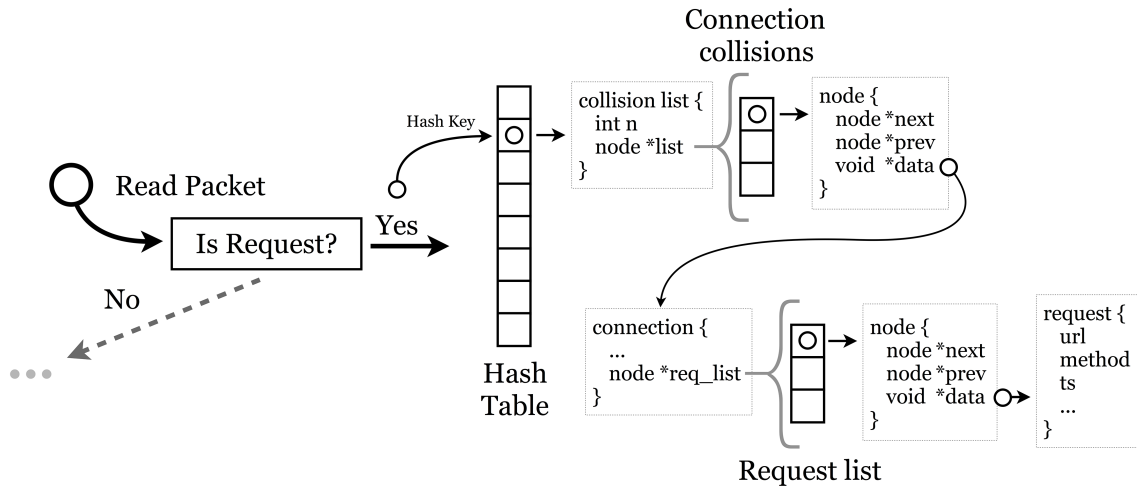 Connection
collisions
collision list {
int n
node *list
}
node {
node *next
node *prev
void *data
}
Hash Key
Read Packet
Is Request?
Yes
No
...
Hash
Table
connection {
...
node *req_list
}
node {
node *next
node *prev
void *data
}
request {
url
method
ts
...
}
Request list